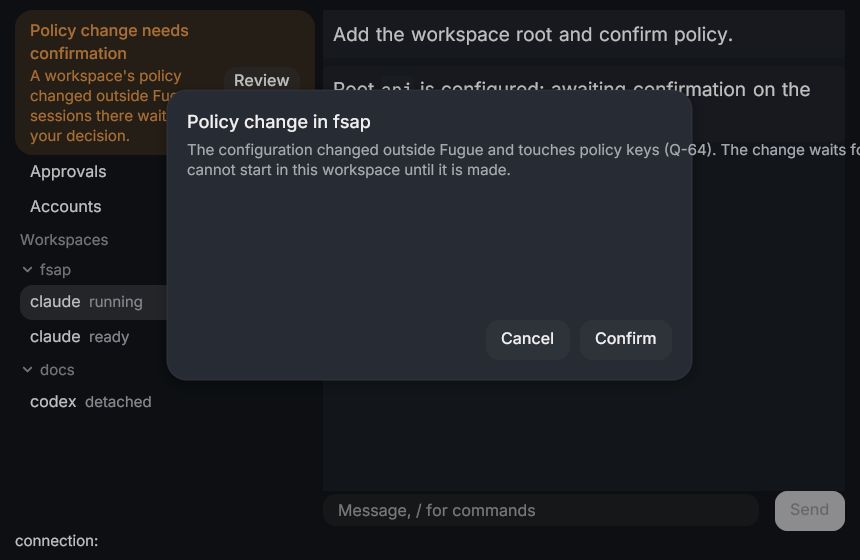 Policy change needs
confirmation
A workspace's policy
changed outside Fug
sessions there wait
your decision.
Review
Approvals
Accounts
Workspaces
fsap
claude running
claude ready
docs
codex detached
connection:
Add the workspace root and confirm policy.
Root api is configured; awaiting confirmation on the
Policy change in fsap
The configuration changed outside Fugue and touches policy keys (Q-64). The change waits fo
cannot start in this workspace until it is made.
Cancel
Confirm
Message, / for commands
Send